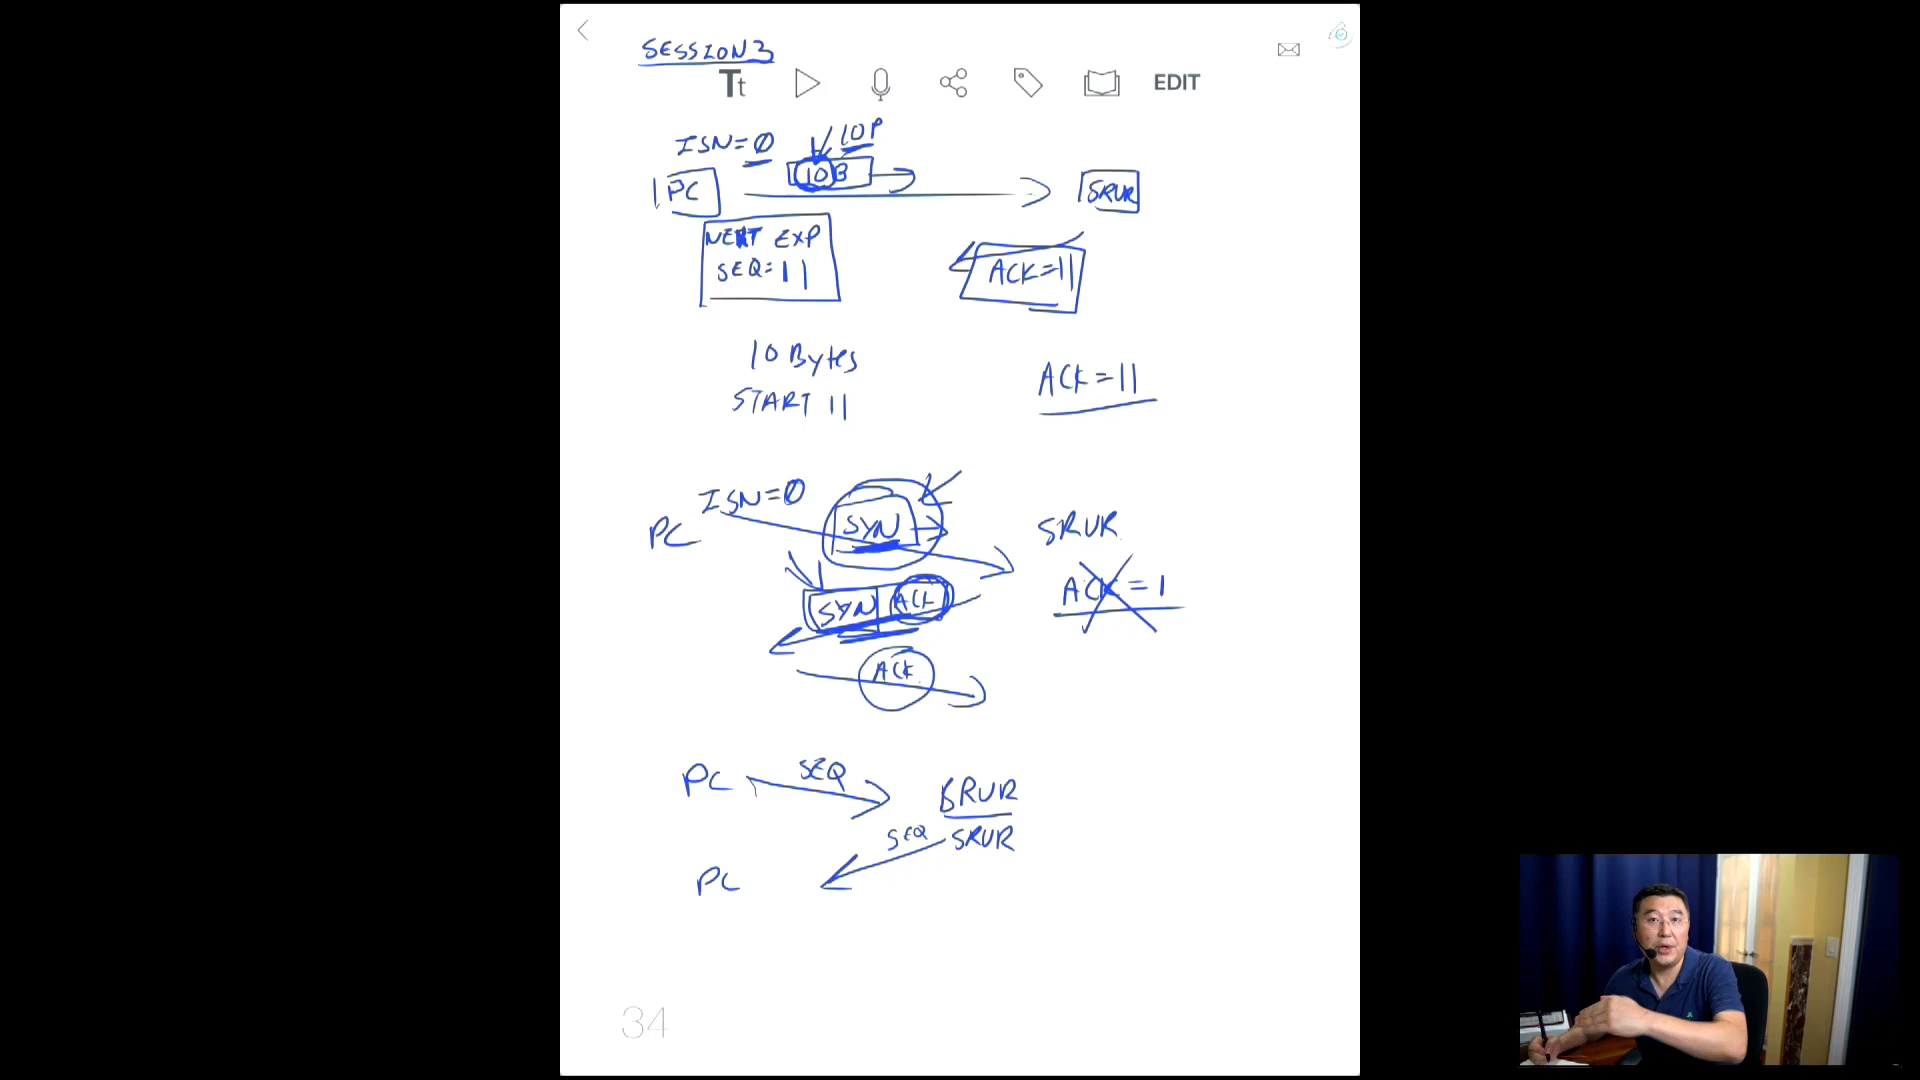 SESSION 3
Tt EDIT
ISN=0 10P
PC 10B SRVR
NEXT EXP
SEQ=11 ACK=11
10 Bytes
START 11 ACK=11
ISN=0
PC SYN SRVR
SYN ACK ACK=1
ACK
PC SEQ SRVR
SEQ SRVR
PC
34